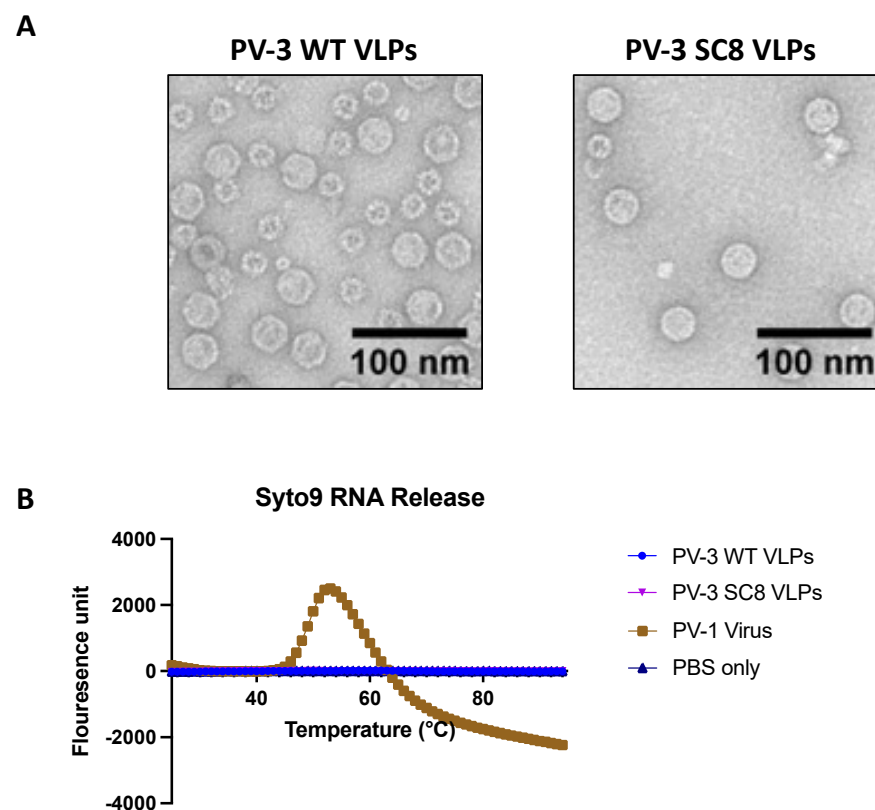 A
PV-3 WT VLPs
PV-3 SC8 VLPs
100 nm
100 nm
B
Syto9 RNA Release
4000
2000
0
-2000
-4000
Flouresence unit
40
60
80
Temperature (°C)
PV-3 WT VLPs
PV-3 SC8 VLPs
PV-1 Virus
PBS only